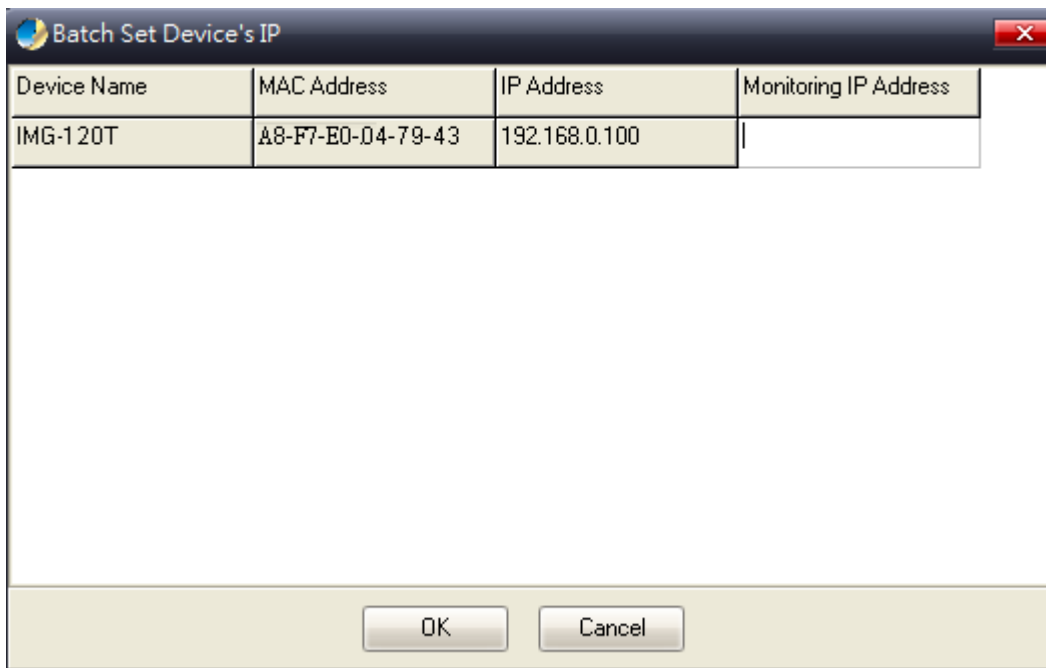 Batch Set Device's IP
Device Name MAC Address IP Address Monitoring IP Address
IMG-120T A8-F7-E0-04-79-43 192.168.0.100
OK Cancel